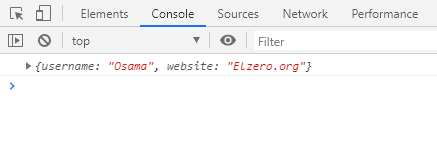 Elements Console Sources Network Performance
top Filter
{username: "Osama", website: "Elzero.org"}